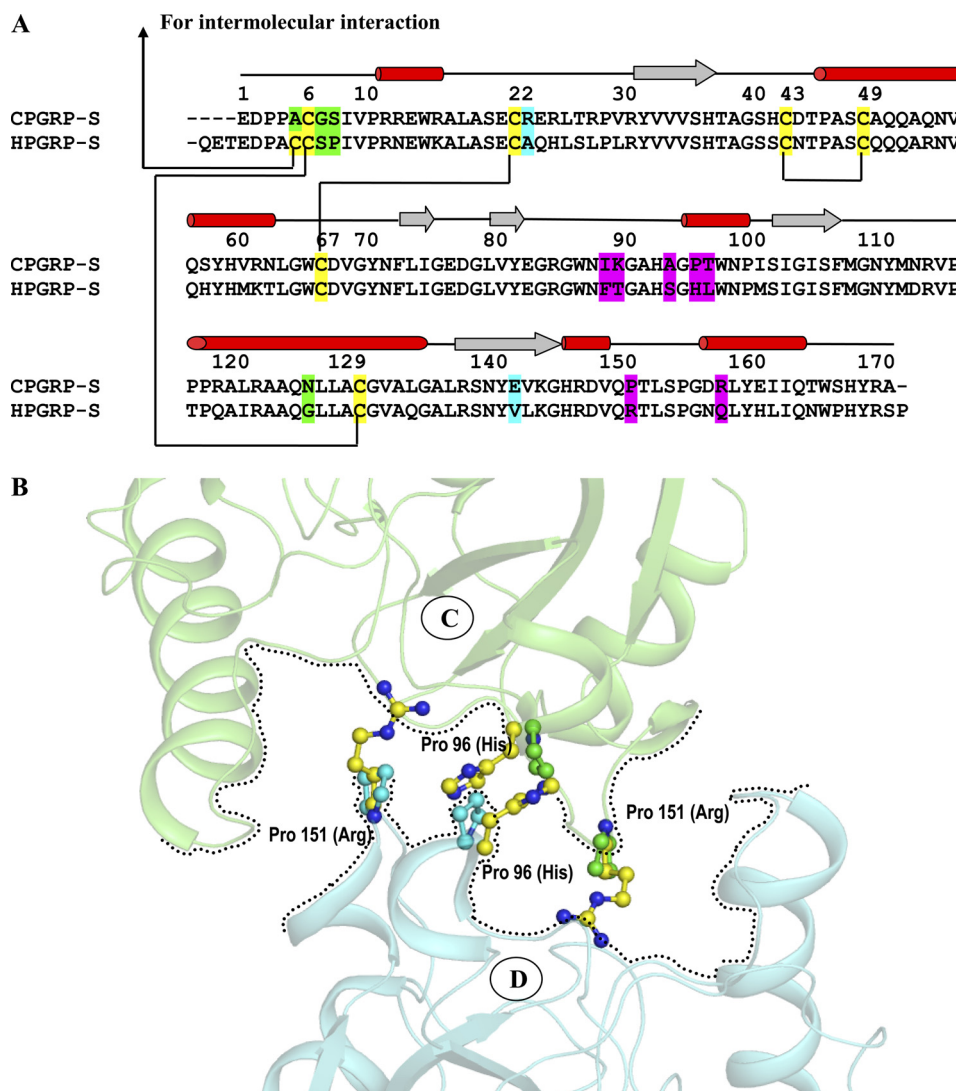 A
For intermolecular interaction
1 6 10 22 30 40 43 49
CPGRP-S ----EDPPACGSIVPRREWRALASECRERLTRPVRYVVVSHTAGSHCDTPASCAQQAQNV
HPGRP-S -QETEDPACCSPIVPRNEWKALASECAQHLSLPLRYVVVSHTAGSSCNTPASCQQQARNV
60 67 70 80 90 100 110
CPGRP-S QSYHVRNLGWCDVGYNFLIGEDGLVYEGRGWNIKGAHAGPTWNPISIGISFMGNYMNRVP
HPGRP-S QHYHMKTLGWCDVGYNFLIGEDGLVYEGRGWNFTGAHSGHLWNPMSIGISFMGNYMDRVP
120 129 140 150 160 171
CPGRP-S PPRALRAAQNLLACGVALGALRSNYEVKGHRDVQPTLSPGDRLYEIIQTWSHYRA-
HPGRP-S TPQAIRAAQGLLACGVAQGALRSNYVLKGHRDVQRTLSPGNQLYHLIQNWPHYRSP
B
C
Pro 96 (His)
Pro 151 (Arg)
Pro 151 (Arg)
Pro 96 (His)
D